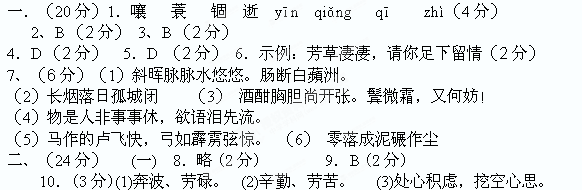 一．（20分）1．嚷 蓑 锢 逝 yīn qiǒng qī zhì（4分）
2、B（2分） 3、B（2分）
4．D（2分） 5．D（2分） 6．示例：芳草凄凄，请你足下留情（2分）
7、（6分）（1）斜晖脉脉水悠悠。肠断白蘋洲。
（2）长烟落日孤城闭 （3） 酒酣胸胆尚开张。鬓微霜，又何妨！
（4）物是人非事事休，欲语泪先流。
（5）马作的卢飞快，弓如霹雳弦惊。 （6） 零落成泥碾作尘
二、（24分） (一) 8．略(2分) 9．B(2分)
10．(3分)(1)奔波、劳碌。 (2)辛勤、劳苦。 (3)处心积虑，挖空心思。